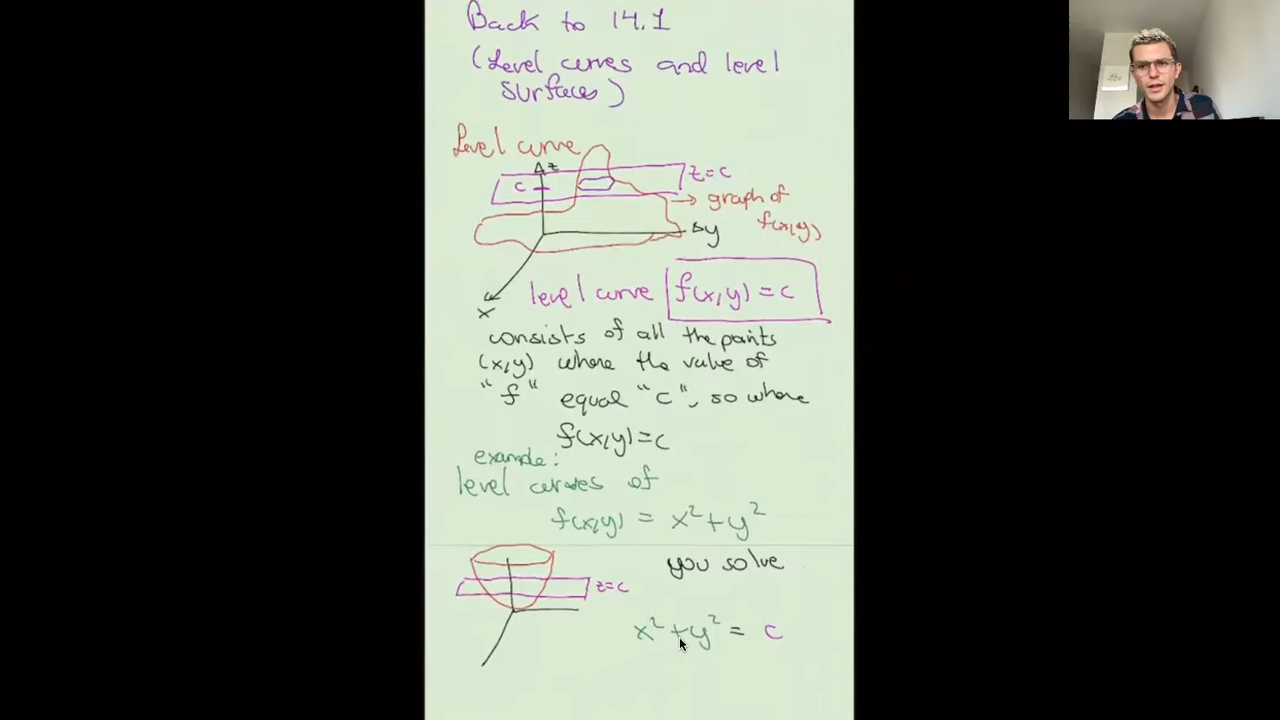 Back to 14.1
(Level curves and level
surfaces)
Level curve
z
c
z=c
→ graph of
f(x,y)
y
x
level curve f(x,y) = c
consists of all the points
(x,y) where the value of
"f" equal "c", so where
f(x,y)=c
example:
level curves of
f(x,y) = x²+y²
you solve
z=c
x²+y² = c